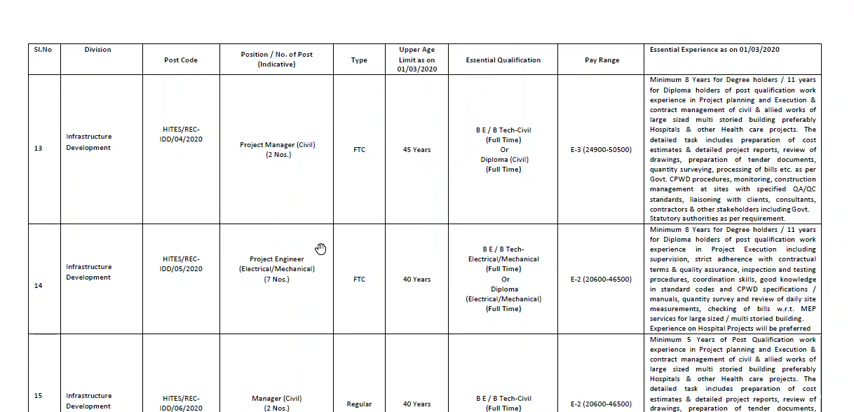 Sl.No
Division
Post Code
Position / No. of Post
(Indicative)
Type
Upper Age
Limit as on
01/03/2020
Essential Qualification
Pay Range
Essential Experience as on 01/03/2020
13
Infrastructure
Development
HITES/REC-
IDD/04/2020
Project Manager (Civil)
(2 Nos.)
FTC
45 Years
B E / B Tech-Civil
(Full Time)
Or
Diploma (Civil)
(Full Time)
E-3 (24900-50500)
Minimum 8 Years for Degree holders / 11 years
for Diploma holders of post qualification work
experience in Project planning and Execution &
contract management of civil & allied works of
large sized multi storied building preferably
Hospitals & other Health care projects. The
detailed task includes preparation of cost
estimates & detailed project reports, review of
drawings, preparation of tender documents,
quantity surveying, processing of bills etc. as per
Govt. CPWD procedures, monitoring, construction
management at sites with specified QA/QC
standards, liasioning with clients, consultants,
contractors & other stakeholders including Govt.
Statutory authorities as per requirement.
14
Infrastructure
Development
HITES/REC-
IDD/05/2020
Project Engineer
(Electrical/Mechanical)
(7 Nos.)
FTC
40 Years
B E / B Tech-
Electrical/Mechanical
(Full Time)
Or
Diploma
(Electrical/Mechanical)
(Full Time)
E-2 (20600-46500)
Minimum 8 Years for Degree holders / 11 years
for Diploma holders of post qualification work
experience in Project Execution including
supervision, strict adherence with contractual
terms & quality assurance, inspection and testing
procedures, coordination skills, good knowledge
in standard codes and CPWD specifications /
manuals, quantity survey and review of daily site
measurements, checking of bills w.r.t. MEP
services for large sized / multi storied building.
Experience on Hospital Projects will be preferred
15
Infrastructure
Development
HITES/REC-
IDD/06/2020
Manager (Civil)
(2 Nos.)
Regular
40 Years
B E / B Tech-Civil
(Full Time)
E-2 (20600-46500)
Minimum 5 Years of Post Qualification work
experience in Project planning and Execution &
contract management of civil & allied works of
large sized multi storied building preferably
Hospitals & other Health care projects. The
detailed task includes preparation of cost
estimates & detailed project reports, review of
drawings, preparation of tender documents,